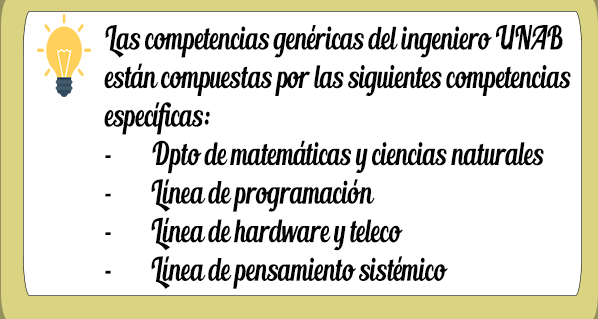 Las competencias genéricas del ingeniero UNAB
están compuestas por las siguientes competencias
específicas:
- Dpto de matemáticas y ciencias naturales
- Línea de programación
- Línea de hardware y teleco
- Línea de pensamiento sistémico